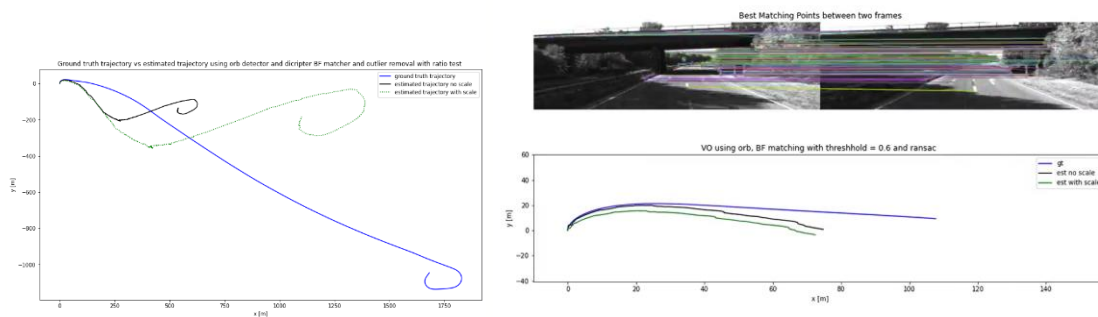 Ground truth trajectory vs estimated trajectory using orb detector and dicripter BF matcher and outlier removal with ratio test
ground truth trajectory
estimated trajectory no scale
estimated trajectory with scale
0
−200
−400
−600
−800
−1000
y [m]
0
250
500
750
1000
1250
1500
1750
x [m]
Best Matching Points between two frames
VO using orb, BF matching with threshhold = 0.6 and ransac
gt
est no scale
est with scale
60
40
20
0
−20
−40
y [m]
0
20
40
60
80
100
120
140
x [m]